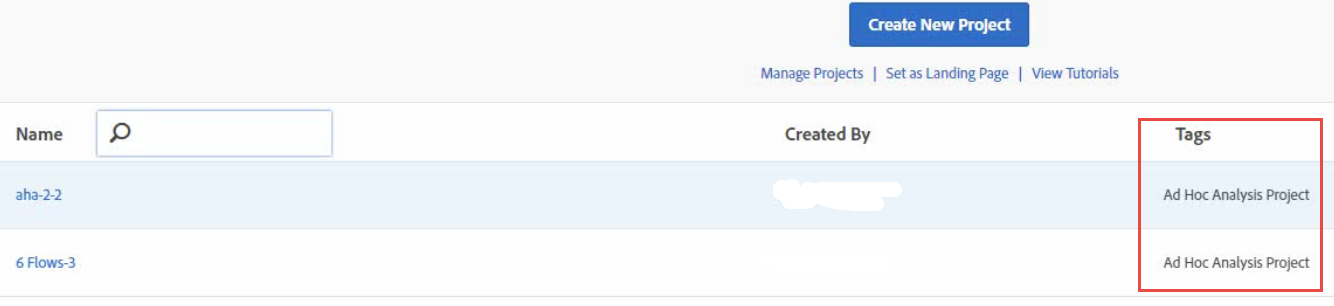 Create New Project
Manage Projects | Set as Landing Page | View Tutorials
Name Created By Tags
aha-2-2 Ad Hoc Analysis Project
6 Flows-3 Ad Hoc Analysis Project